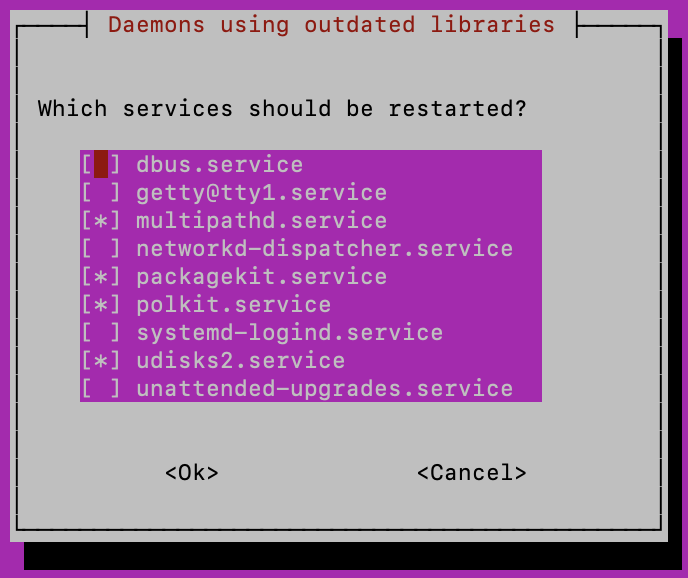 Daemons using outdated libraries
Which services should be restarted?
[ ] dbus.service
[ ] getty@tty1.service
[*] multipathd.service
[ ] networkd-dispatcher.service
[*] packagekit.service
[*] polkit.service
[ ] systemd-logind.service
[*] udisks2.service
[ ] unattended-upgrades.service
<Ok> <Cancel>